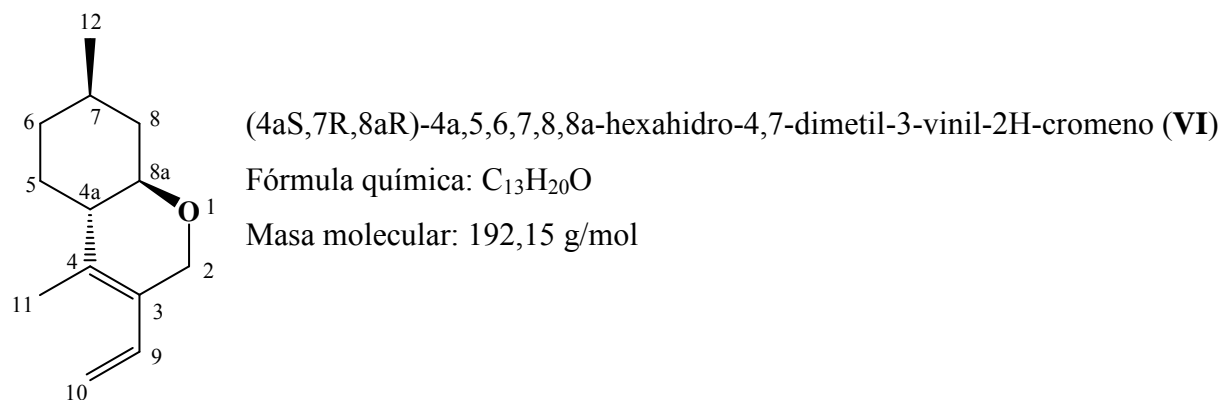 12
6
7
8
5
4a
8a
O
1
4
2
11
3
9
10
(4aS,7R,8aR)-4a,5,6,7,8,8a-hexahidro-4,7-dimetil-3-vinil-2H-cromeno (VI)
Fórmula química: C₁₃H₂₀O
Masa molecular: 192,15 g/mol